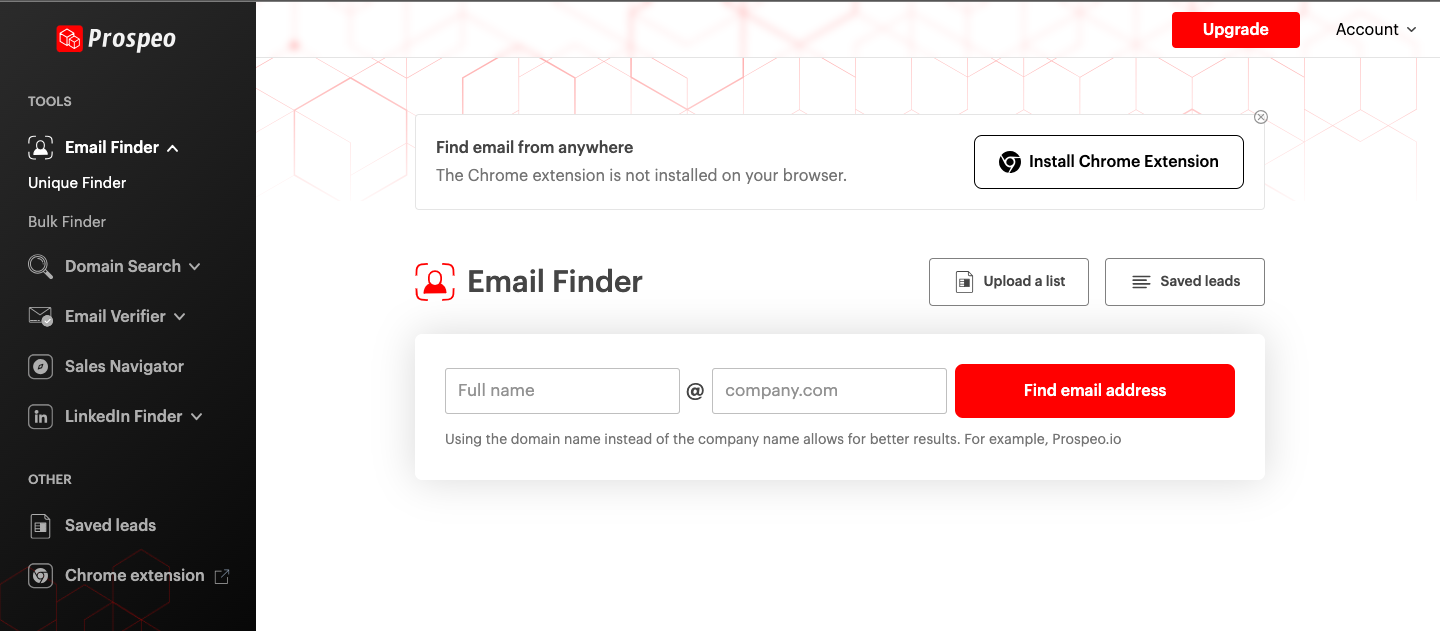 Prospeo
Upgrade
Account
TOOLS
Email Finder
Unique Finder
Bulk Finder
Domain Search
Email Verifier
Sales Navigator
LinkedIn Finder
OTHER
Saved leads
Chrome extension
Find email from anywhere
The Chrome extension is not installed on your browser.
Install Chrome Extension
Email Finder
Upload a list
Saved leads
Full name @ company.com
Find email address
Using the domain name instead of the company name allows for better results. For example, Prospeo.io